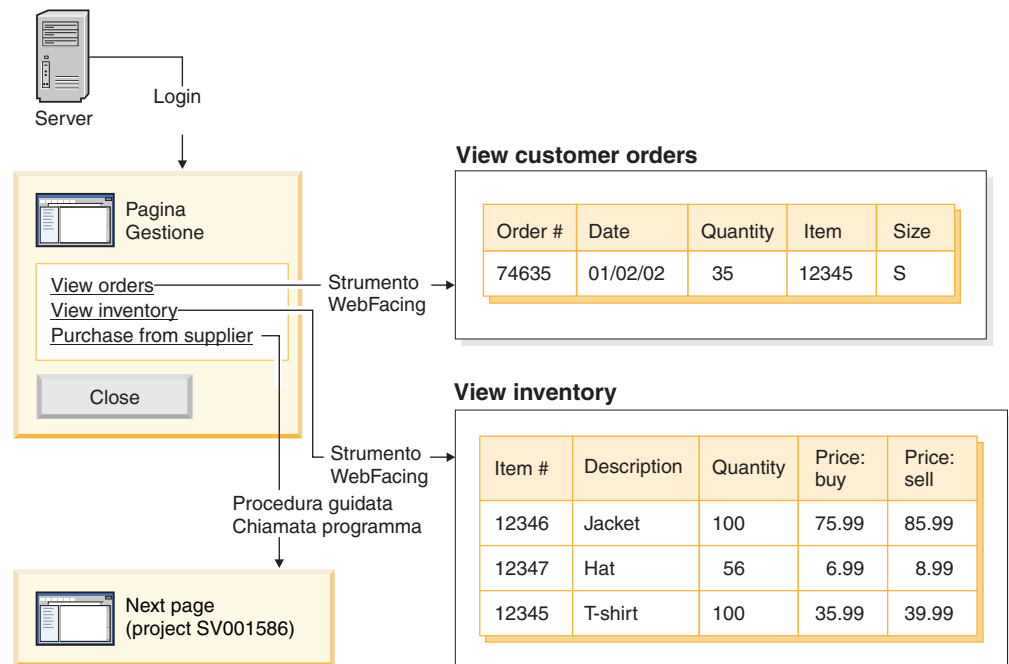 Server
Login
Pagina
Gestione
View orders
View inventory
Purchase from supplier
Close
Strumento
WebFacing
View customer orders
Order # Date Quantity Item Size
74635 01/02/02 35 12345 S
Strumento
WebFacing
View inventory
Item # Description Quantity Price: buy Price: sell
12346 Jacket 100 75.99 85.99
12347 Hat 56 6.99 8.99
12345 T-shirt 100 35.99 39.99
Procedura guidata
Chiamata programma
Next page
(project SV001586)